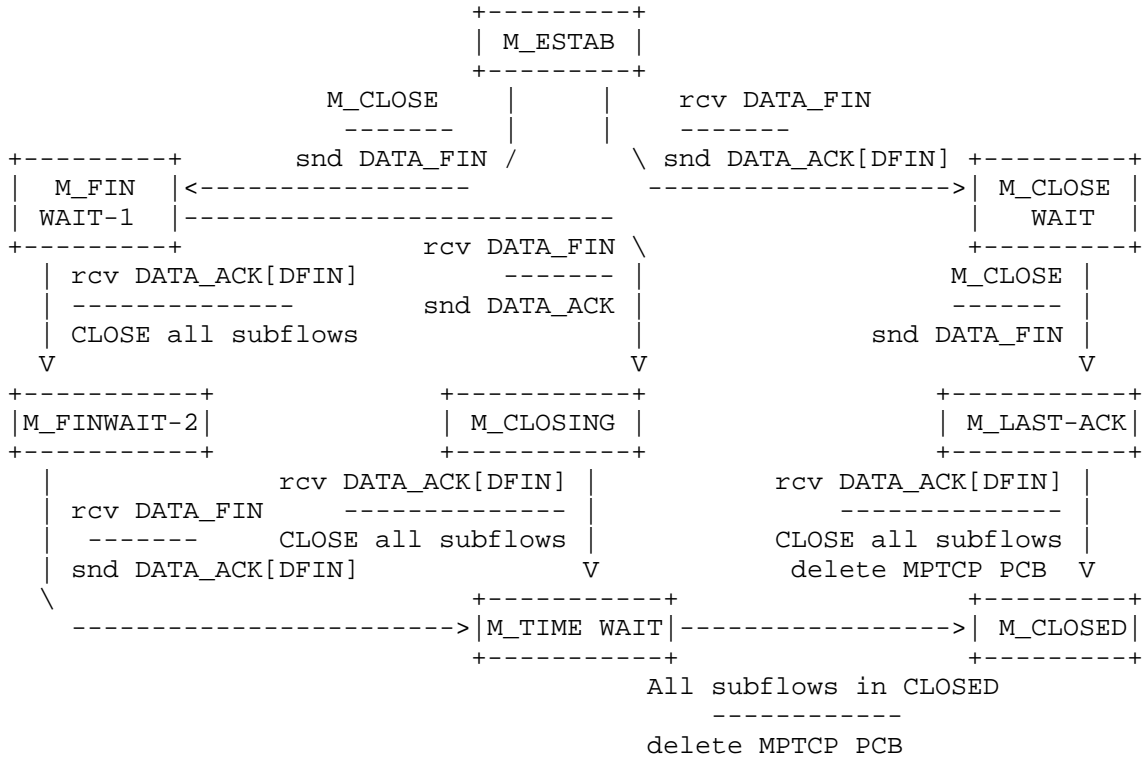 M_ESTAB
M_CLOSE rcv DATA_FIN
snd DATA_FIN snd DATA_ACK[DFIN]
M_FIN M_CLOSE
WAIT-1 WAIT
rcv DATA_FIN
rcv DATA_ACK[DFIN] M_CLOSE
snd DATA_ACK
CLOSE all subflows snd DATA_FIN
M_FINWAIT-2 M_CLOSING M_LAST-ACK
rcv DATA_ACK[DFIN] rcv DATA_ACK[DFIN]
rcv DATA_FIN
CLOSE all subflows CLOSE all subflows
snd DATA_ACK[DFIN] delete MPTCP PCB
M_TIME WAIT M_CLOSED
All subflows in CLOSED
delete MPTCP PCB